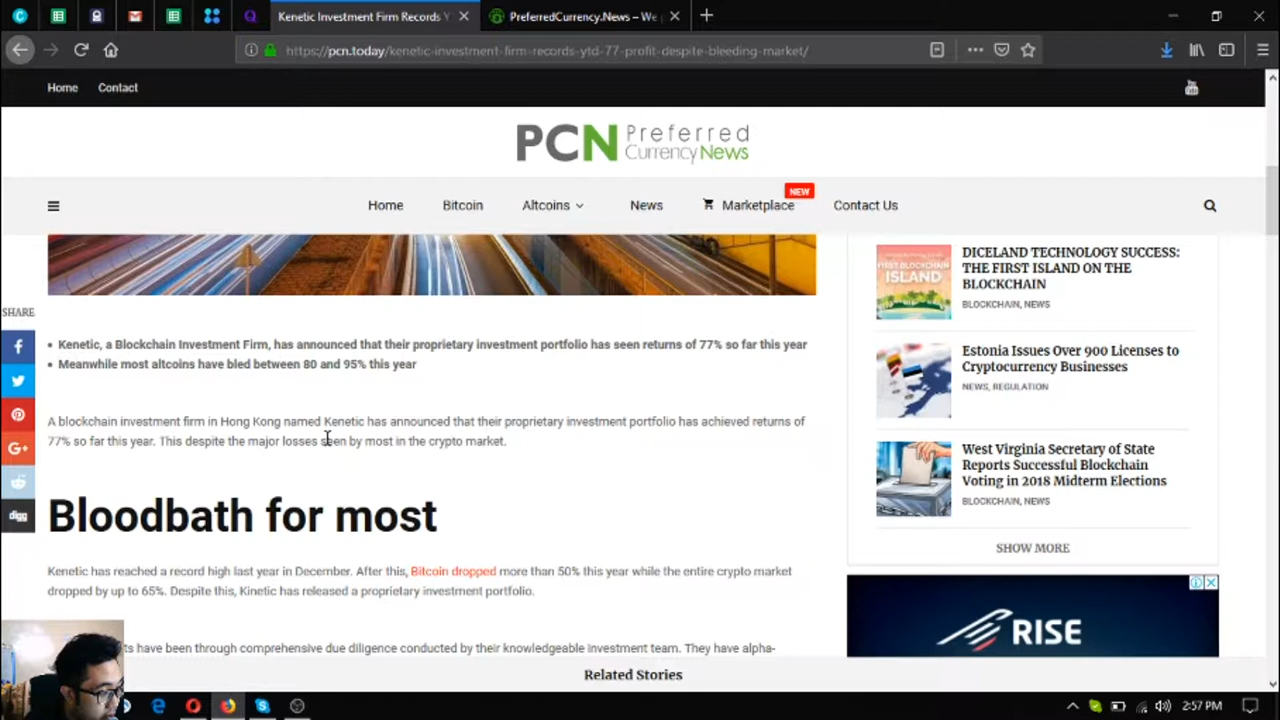 Kenetic Investment Firm Records Y
PreferredCurrency.News – We p
https://pcn.today/kenetic-investment-firm-records-ytd-77-profit-despite-bleeding-market/
Home Contact
PCN Preferred
CurrencyNews
NEW
Home Bitcoin Altcoins News Marketplace Contact Us
SHARE
• Kenetic, a Blockchain Investment Firm, has announced that their proprietary investment portfolio has seen returns of 77% so far this year
• Meanwhile most altcoins have bled between 80 and 95% this year
A blockchain investment firm in Hong Kong named Kenetic has announced that their proprietary investment portfolio has achieved returns of
77% so far this year. This despite the major losses seen by most in the crypto market.
Bloodbath for most
Kenetic has reached a record high last year in December. After this, Bitcoin dropped more than 50% this year while the entire crypto market
dropped by up to 65%. Despite this, Kinetic has released a proprietary investment portfolio.
have been through comprehensive due diligence conducted by their knowledgeable investment team. They have alpha-
digg
FIRST BLOCKCHAIN
ISLAND
DICELAND TECHNOLOGY SUCCESS:
THE FIRST ISLAND ON THE
BLOCKCHAIN
BLOCKCHAIN, NEWS
Estonia Issues Over 900 Licenses to
Cryptocurrency Businesses
NEWS, REGULATION
West Virginia Secretary of State
Reports Successful Blockchain
Voting in 2018 Midterm Elections
BLOCKCHAIN, NEWS
SHOW MORE
RISE
Related Stories
2:57 PM